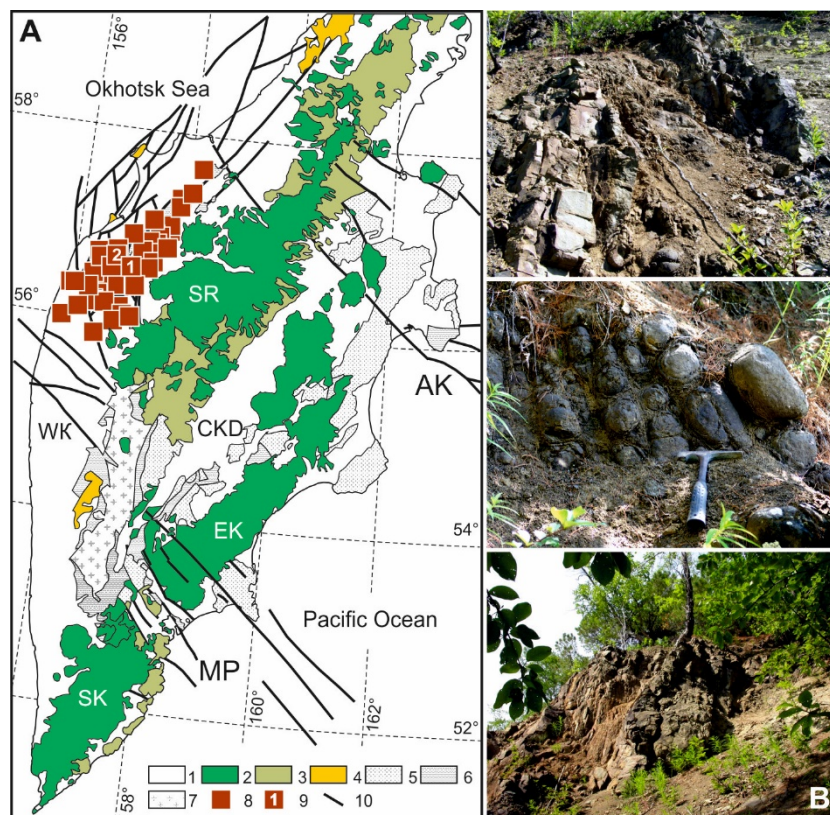 A
156°
Okhotsk Sea
58°
2
1
56°
SR
AK
WK
CKD
54°
EK
Pacific Ocean
MP
SK
160°
162°
52°
58°
1 2 3 4 5 6
7 8 1 9 10
B